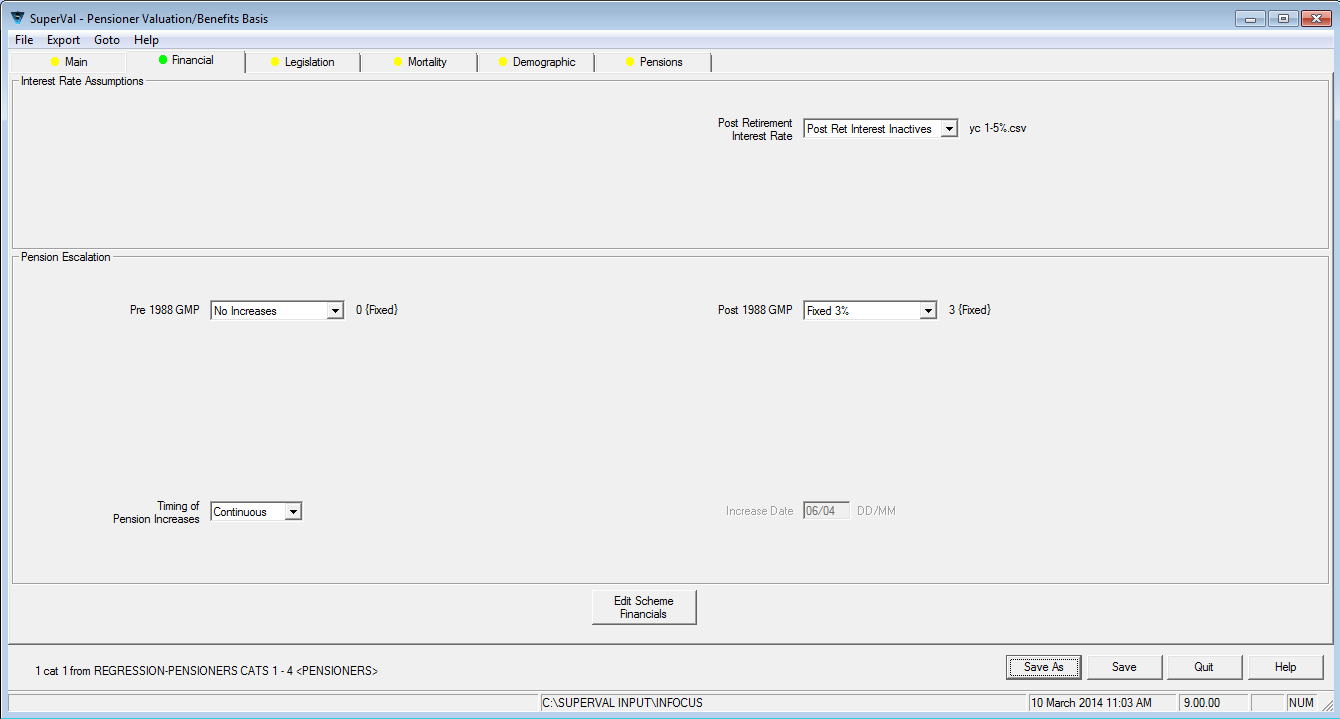 SuperVal - Pensioner Valuation/Benefits Basis
File Export Goto Help
Main Financial Legislation Mortality Demographic Pensions
Interest Rate Assumptions
Post Retirement
Interest Rate
Post Ret Interest Inactives yc 1-5%.csv
Pension Escalation
Pre 1988 GMP No Increases 0 {Fixed} Post 1988 GMP Fixed 3% 3 {Fixed}
Timing of
Pension Increases
Continuous Increase Date 06/04 DD/MM
Edit Scheme
Financials
1 cat 1 from REGRESSION-PENSIONERS CATS 1 - 4 <PENSIONERS>
Save As Save Quit Help
C:\SUPERVAL INPUT\INFOCUS 10 March 2014 11:03 AM 9.00.00 NUM